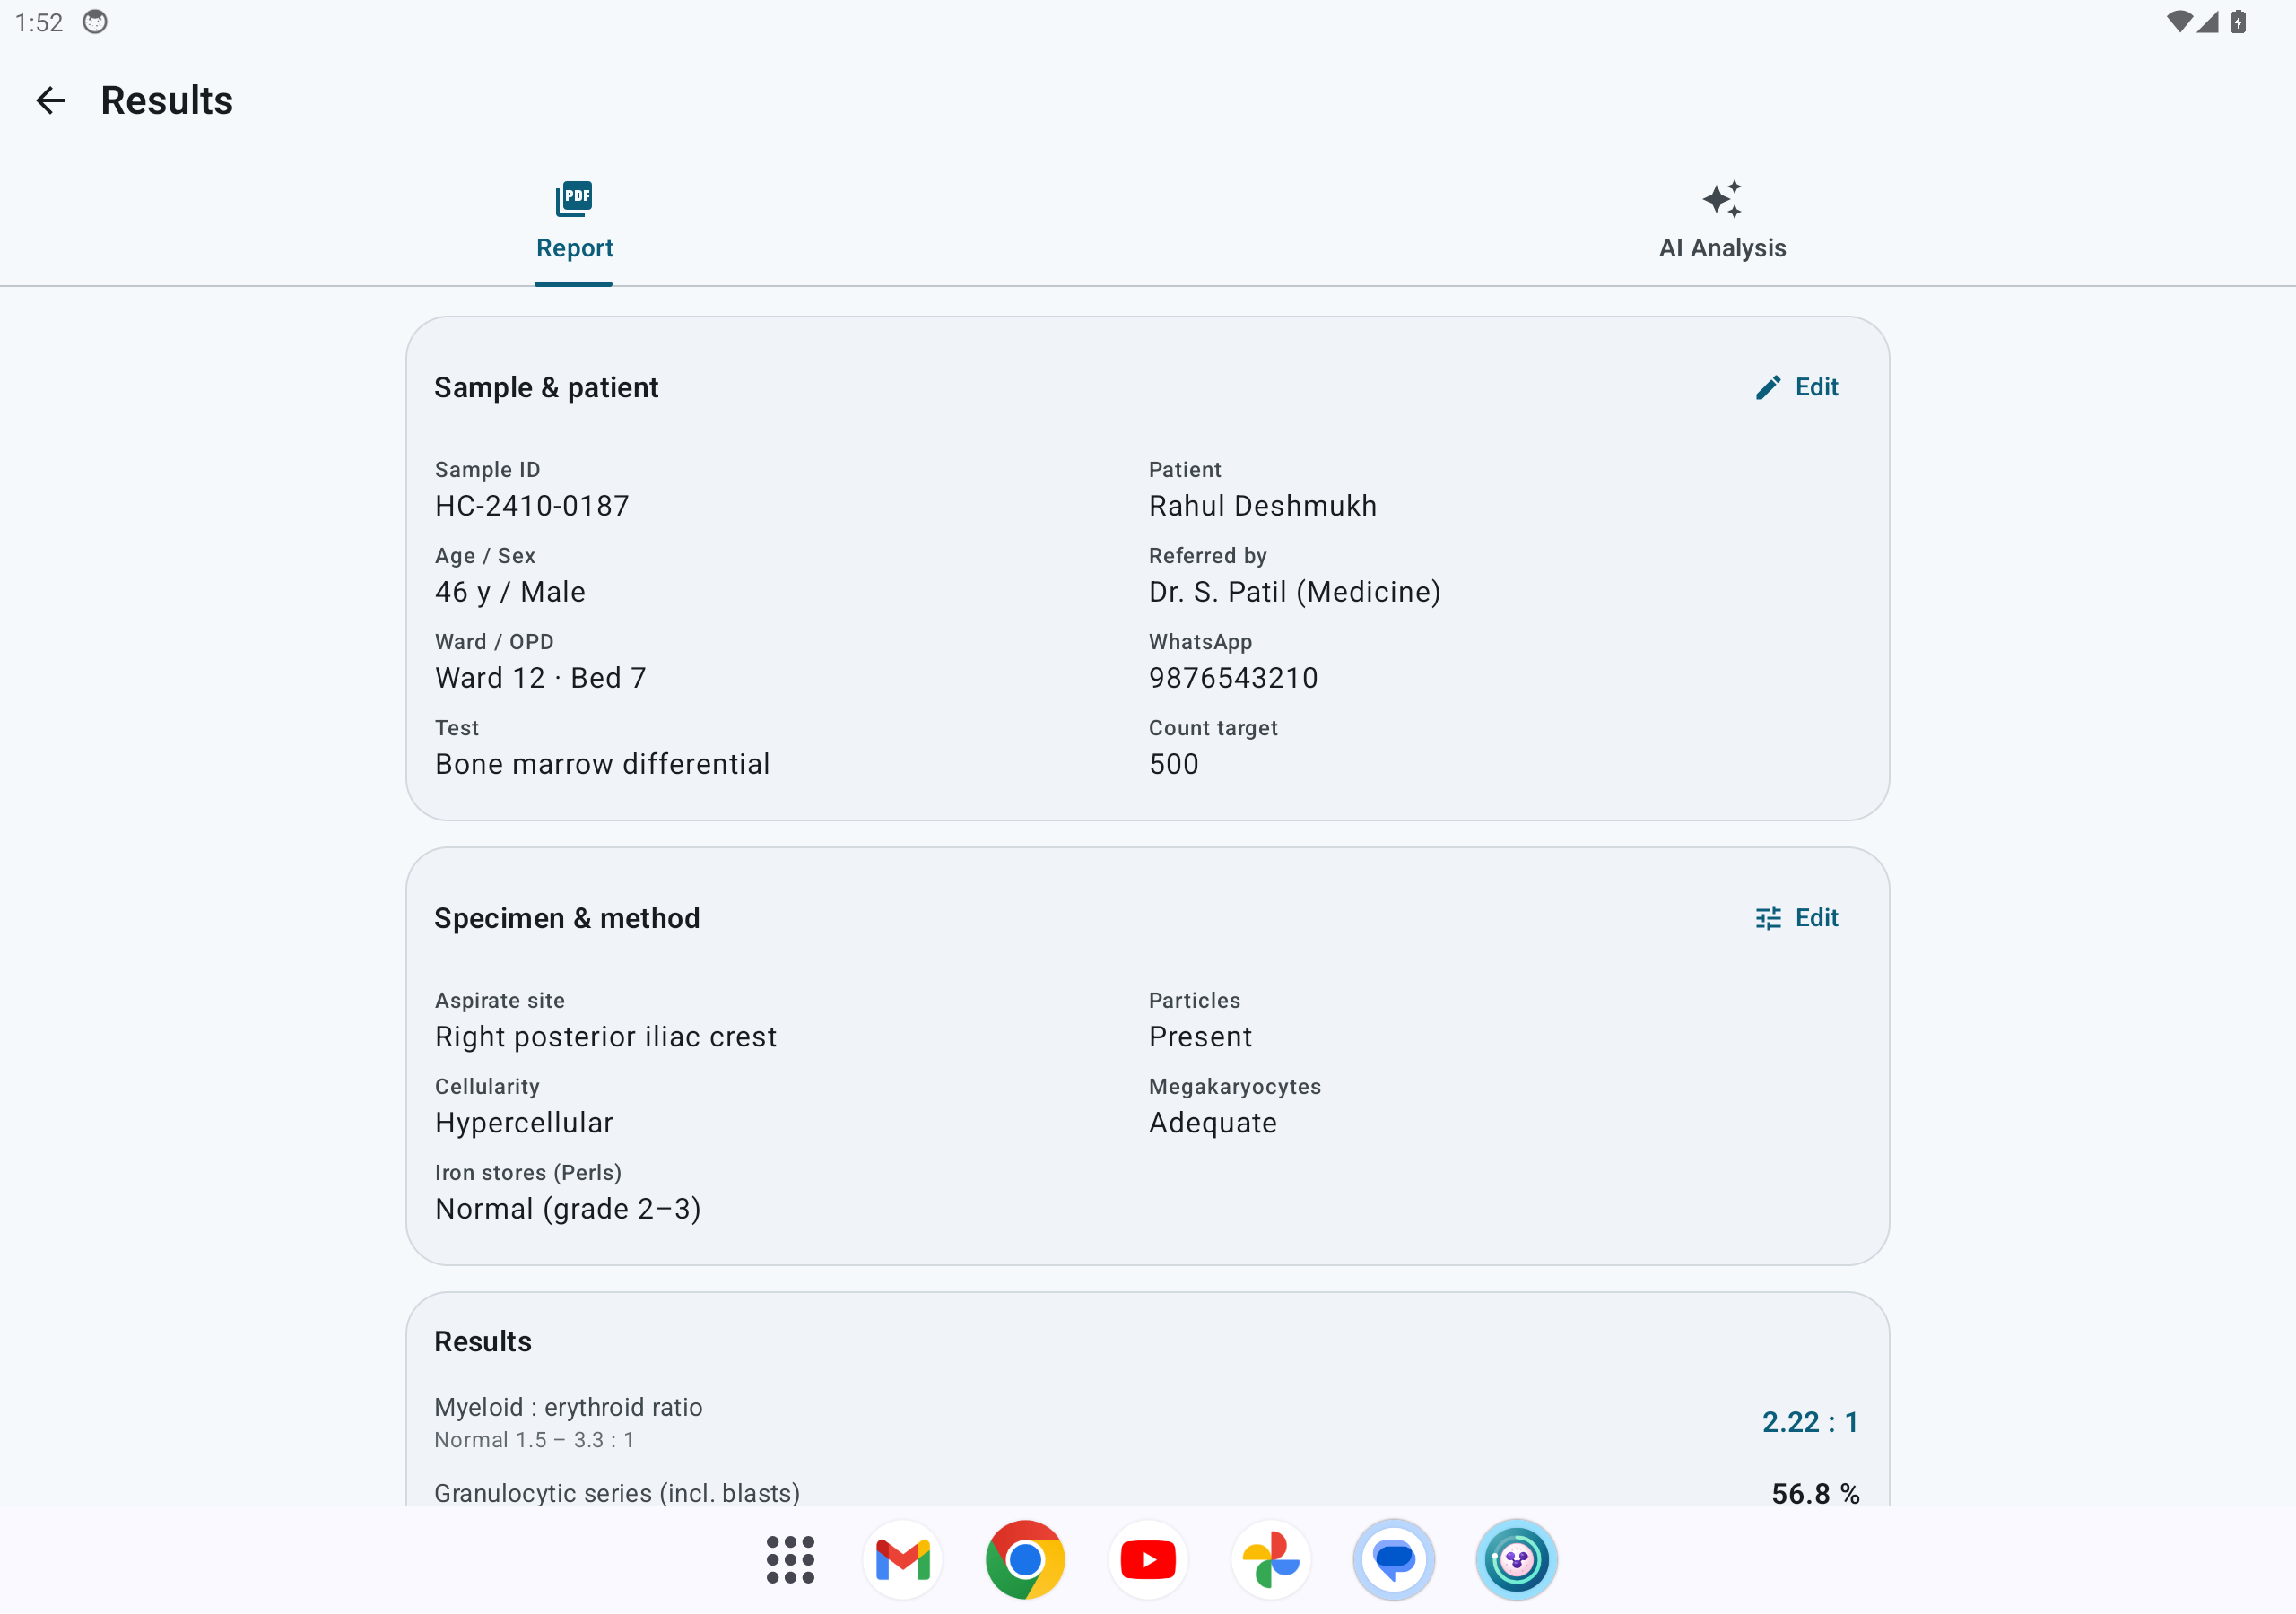 1:52
Results
PDF
Report
AI Analysis
Sample & patient
Edit
Sample ID
HC-2410-0187
Patient
Rahul Deshmukh
Age / Sex
46 y / Male
Referred by
Dr. S. Patil (Medicine)
Ward / OPD
Ward 12 · Bed 7
WhatsApp
9876543210
Test
Bone marrow differential
Count target
500
Specimen & method
Edit
Aspirate site
Right posterior iliac crest
Particles
Present
Cellularity
Hypercellular
Megakaryocytes
Adequate
Iron stores (Perls)
Normal (grade 2–3)
Results
Myeloid : erythroid ratio
Normal 1.5 – 3.3 : 1
2.22 : 1
Granulocytic series (incl. blasts)
56.8 %